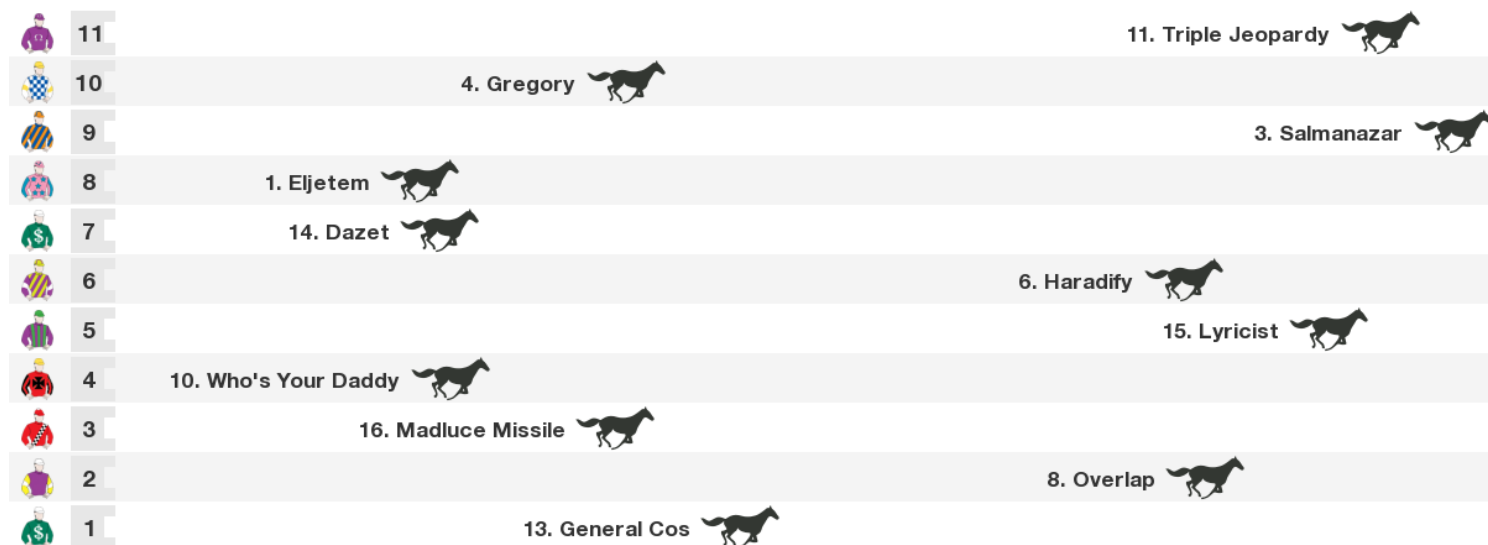 11 11. Triple Jeopardy
10 4. Gregory
9 3. Salmanazar
8 1. Eljetem
$ 7 14. Dazet
6 6. Haradify
5 15. Lyricist
4 10. Who's Your Daddy
3 16. Madluce Missile
2 8. Overlap
$ 1 13. General Cos